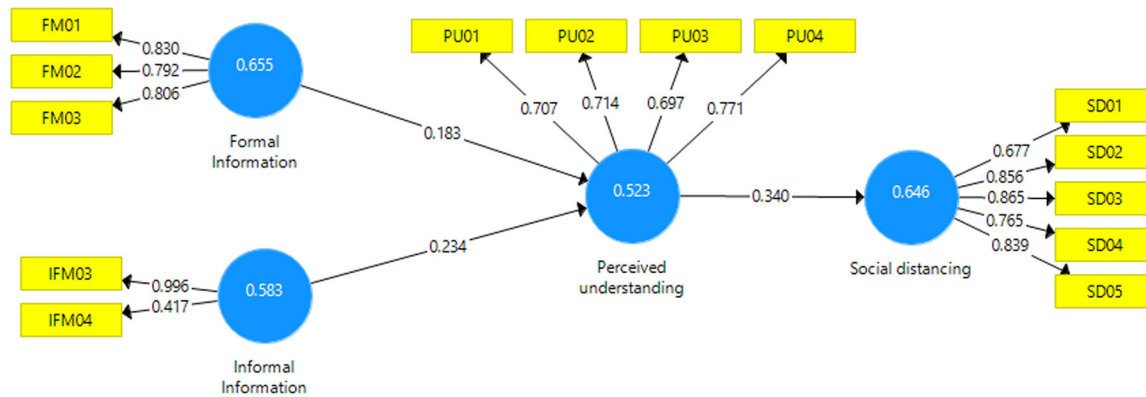 FM01
FM02
FM03
0.830
0.792
0.806
0.655
Formal
Information
0.183
PU01
PU02
PU03
PU04
0.707
0.714
0.697
0.771
IFM03
IFM04
0.996
0.417
0.583
Informal
Information
0.234
0.523
Perceived
understanding
0.340
0.646
Social distancing
0.677
0.856
0.865
0.765
0.839
SD01
SD02
SD03
SD04
SD05